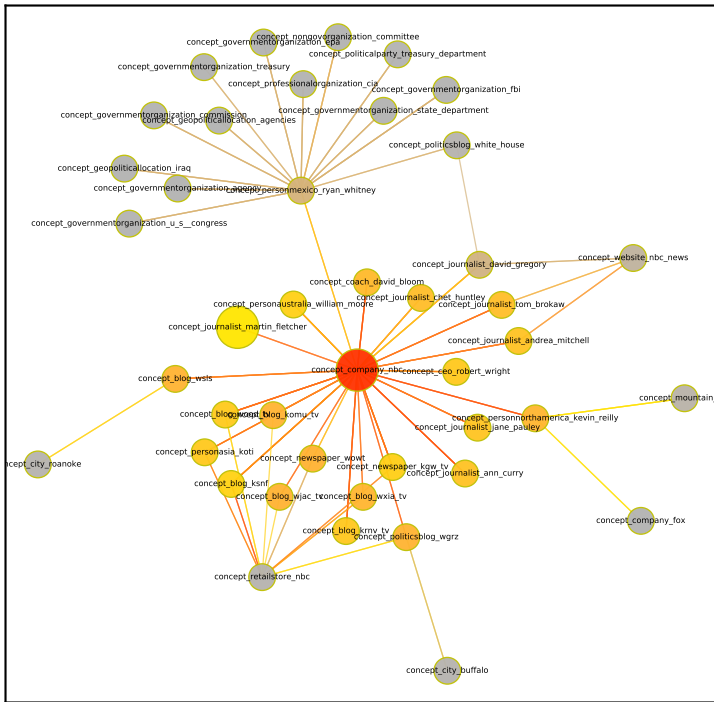 concept_nongovorganization_committee
concept_governmentorganization_epa
concept_politicalparty_treasury_department
concept_governmentorganization_treasury
concept_professionalorganization_cia
concept_governmentorganization_fbi
concept_governmentorganization_state_department
concept_governmentorganization_commission
concept_geopoliticallocation_agencies
concept_politicsblog_white_house
concept_geopoliticallocation_iraq
concept_governmentorganization_agency
concept_personmexico_ryan_whitney
concept_governmentorganization_u_s__congress
concept_website_nbc_news
concept_journalist_david_gregory
concept_coach_david_bloom
concept_journalist_chet_huntley
concept_personaustralia_william_moore
concept_journalist_tom_brokaw
concept_journalist_martin_fletcher
concept_journalist_andrea_mitchell
concept_company_nbc
concept_ceo_robert_wright
concept_blog_wsls
concept_mountain_
concept_blog_komu_tv
concept_personnorthamerica_kevin_reilly
concept_journalist_jane_pauley
concept_personasia_koti
concept_newspaper_wowt
concept_newspaper_kgw_tv
ncept_city_roanoke
concept_journalist_ann_curry
concept_blog_ksnf
concept_blog_wjac_tv
concept_blog_wxia_tv
concept_company_fox
concept_blog_krnv_tv
concept_politicsblog_wgrz
concept_retailstore_nbc
concept_city_buffalo